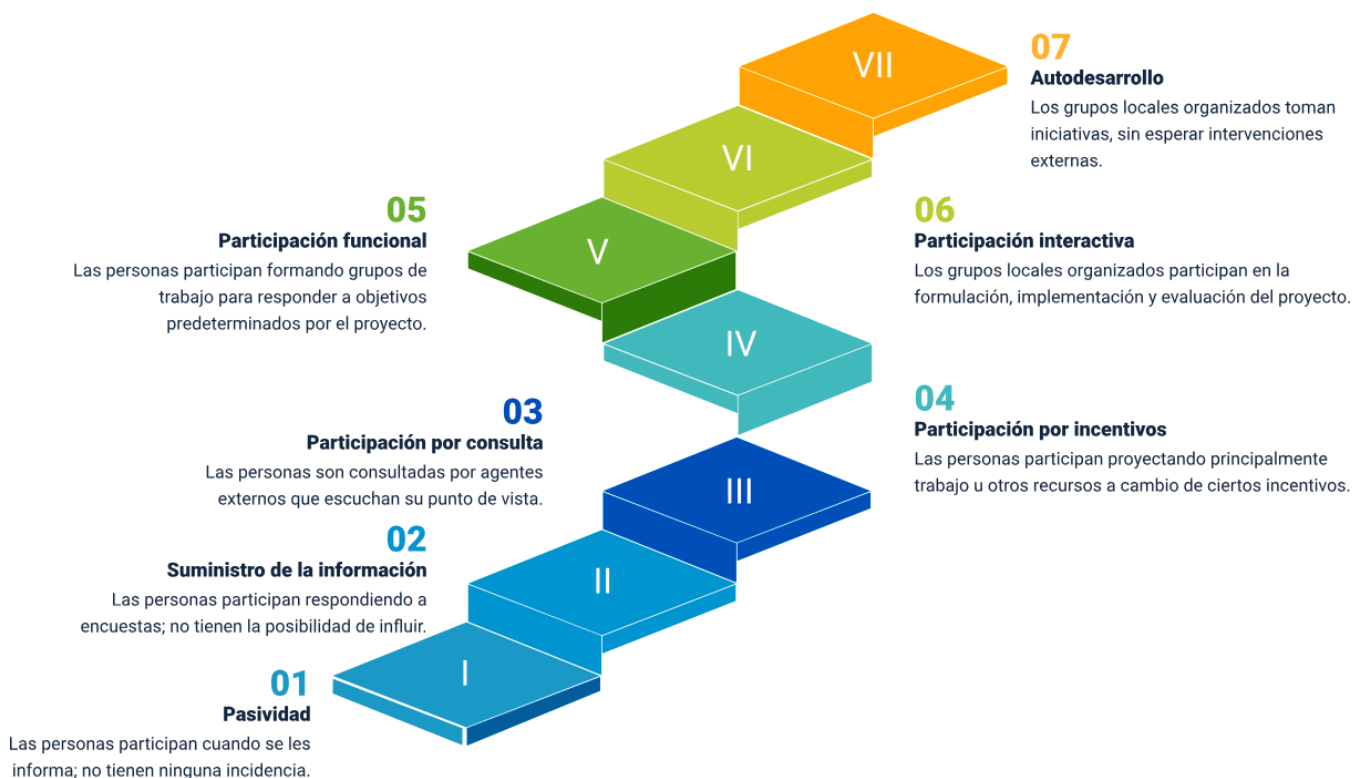 VII
07
Autodesarrollo
Los grupos locales organizados toman
iniciativas, sin esperar intervenciones
externas.
VI
06
Participación interactiva
Los grupos locales organizados participan en la
formulación, implementación y evaluación del proyecto.
05
Participación funcional
Las personas participan formando grupos de
trabajo para responder a objetivos
predeterminados por el proyecto.
V
IV
04
Participación por incentivos
Las personas participan proyectando principalmente
trabajo u otros recursos a cambio de ciertos incentivos.
03
Participación por consulta
Las personas son consultadas por agentes
externos que escuchan su punto de vista.
III
02
Suministro de la información
Las personas participan respondiendo a
encuestas; no tienen la posibilidad de influir.
II
01
Pasividad
Las personas participan cuando se les
informa; no tienen ninguna incidencia.
I